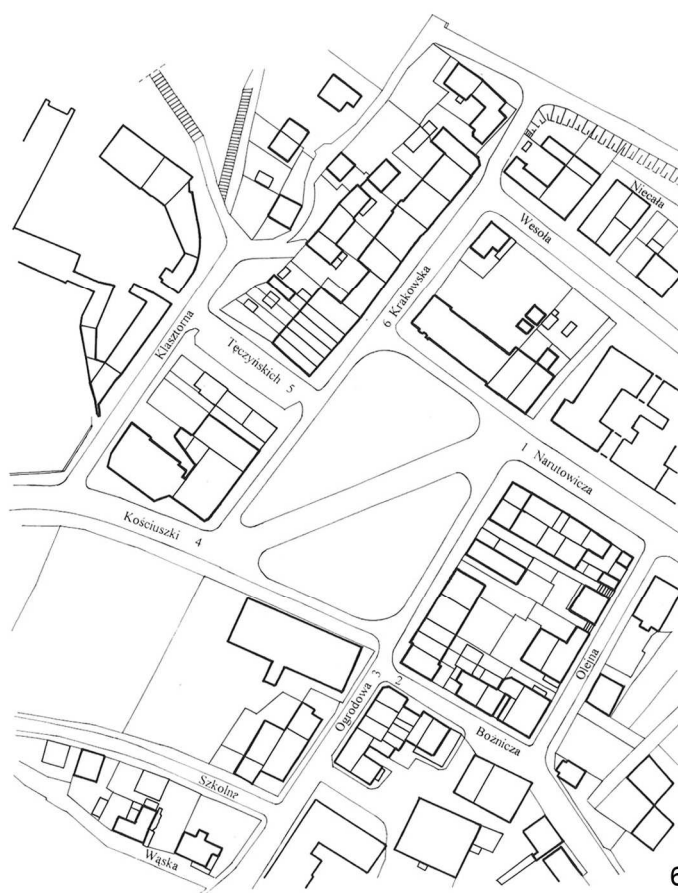 Niecała
Wesoła
6 Krakowska
Klasztorna
Tęczyńskich 5
1 Narutowicza
Kościuszki 4
Olejna
Ogrodowa 3
2
Bożnicza
Szkolna
Wąska
6